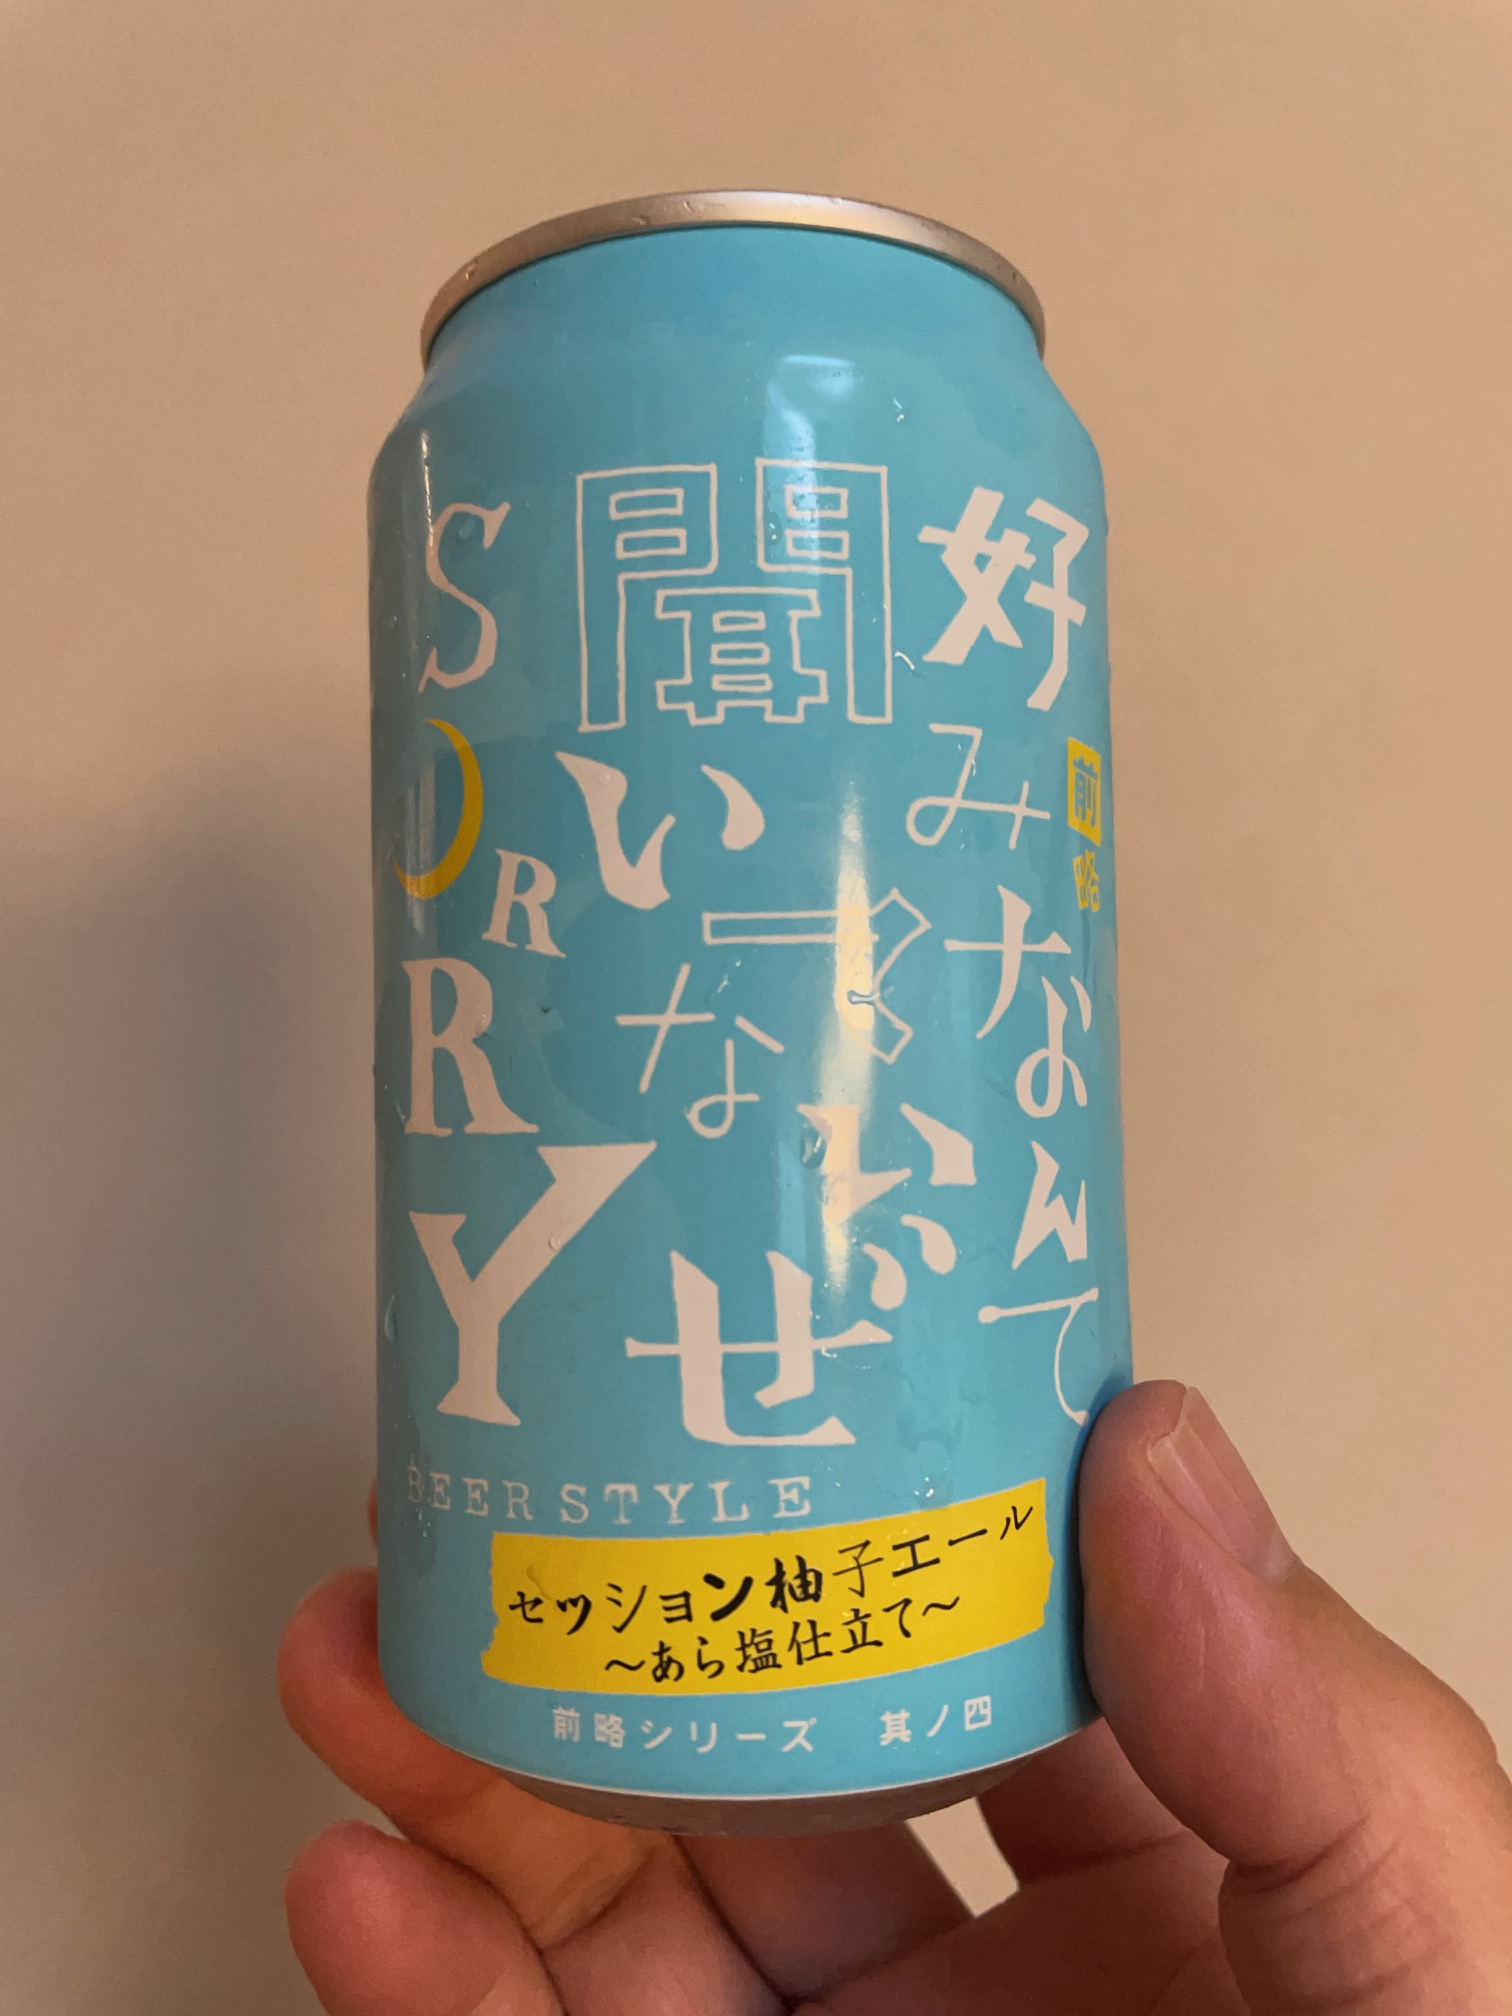 前略
好みなんて
聞いてないぜ
SORRY
BEER STYLE
セッション柚子エール
～あら塩仕立て～
前略シリーズ 其ノ四